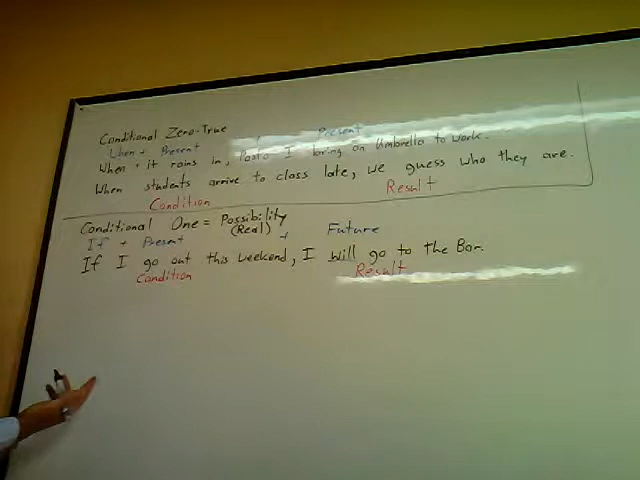 Conditional Zero-True
When + Present , Present
When it rains in Pasto I bring an Umbrella to work.
When students arrive to class late, we guess who they are.
Condition Result
Conditional One = Possibility
(Real)
If + Present + Future
If I go out this weekend, I will go to the Bar.
Condition Result